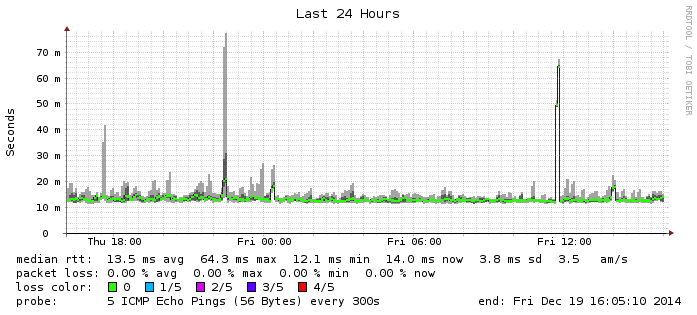 Last 24 Hours
RRDTOOL / TOBI OETIKER
Seconds
70 m
60 m
50 m
40 m
30 m
20 m
10 m
0
Thu 18:00 Fri 00:00 Fri 06:00 Fri 12:00
median rtt: 13.5 ms avg 64.3 ms max 12.1 ms min 14.0 ms now 3.8 ms sd 3.5 am/s
packet loss: 0.00 % avg 0.00 % max 0.00 % min 0.00 % now
loss color: 0 1/5 2/5 3/5 4/5
probe: 5 ICMP Echo Pings (56 Bytes) every 300s end: Fri Dec 19 16:05:10 2014